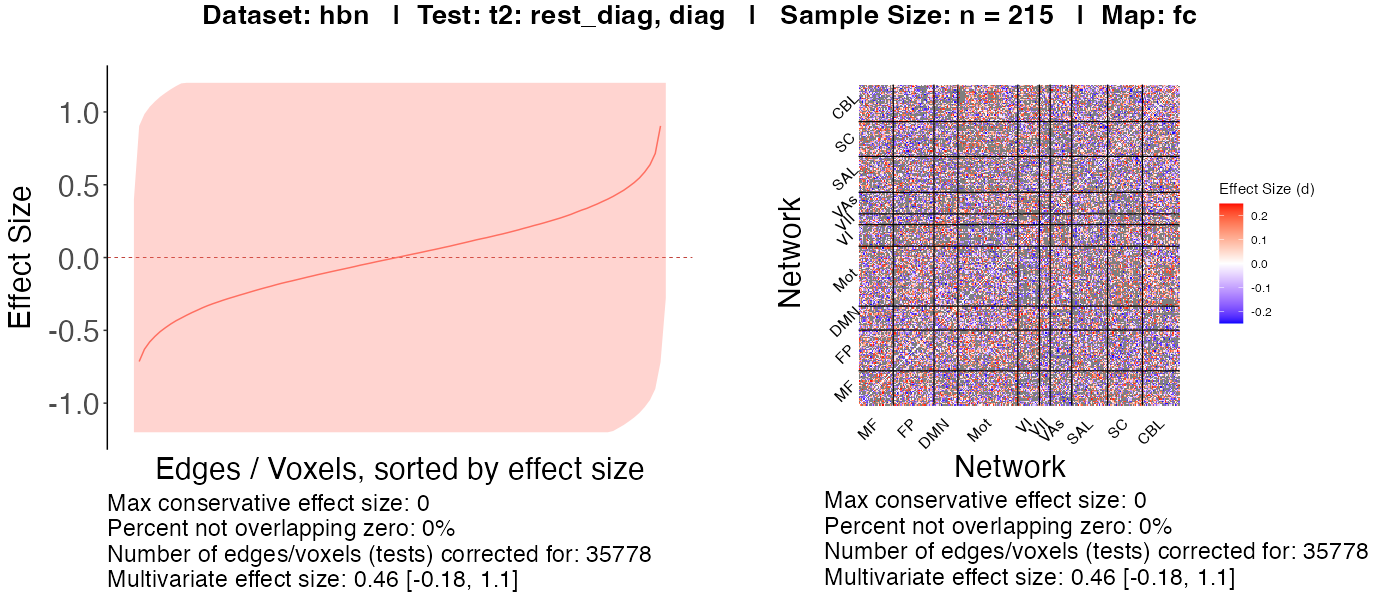 Dataset: hbn | Test: t2: rest_diag, diag | Sample Size: n = 215 | Map: fc
Effect Size
1.0
0.5
0.0
-0.5
-1.0
Edges / Voxels, sorted by effect size
Max conservative effect size: 0
Percent not overlapping zero: 0%
Number of edges/voxels (tests) corrected for: 35778
Multivariate effect size: 0.46 [-0.18, 1.1]
Network
CBL
SC
SAL
VAs
VII
VI
Mot
DMN
FP
MF
MF
FP
DMN
Mot
VI
VII
VAs
SAL
SC
CBL
Network
Effect Size (d)
0.2
0.1
0.0
-0.1
-0.2
Max conservative effect size: 0
Percent not overlapping zero: 0%
Number of edges/voxels (tests) corrected for: 35778
Multivariate effect size: 0.46 [-0.18, 1.1]